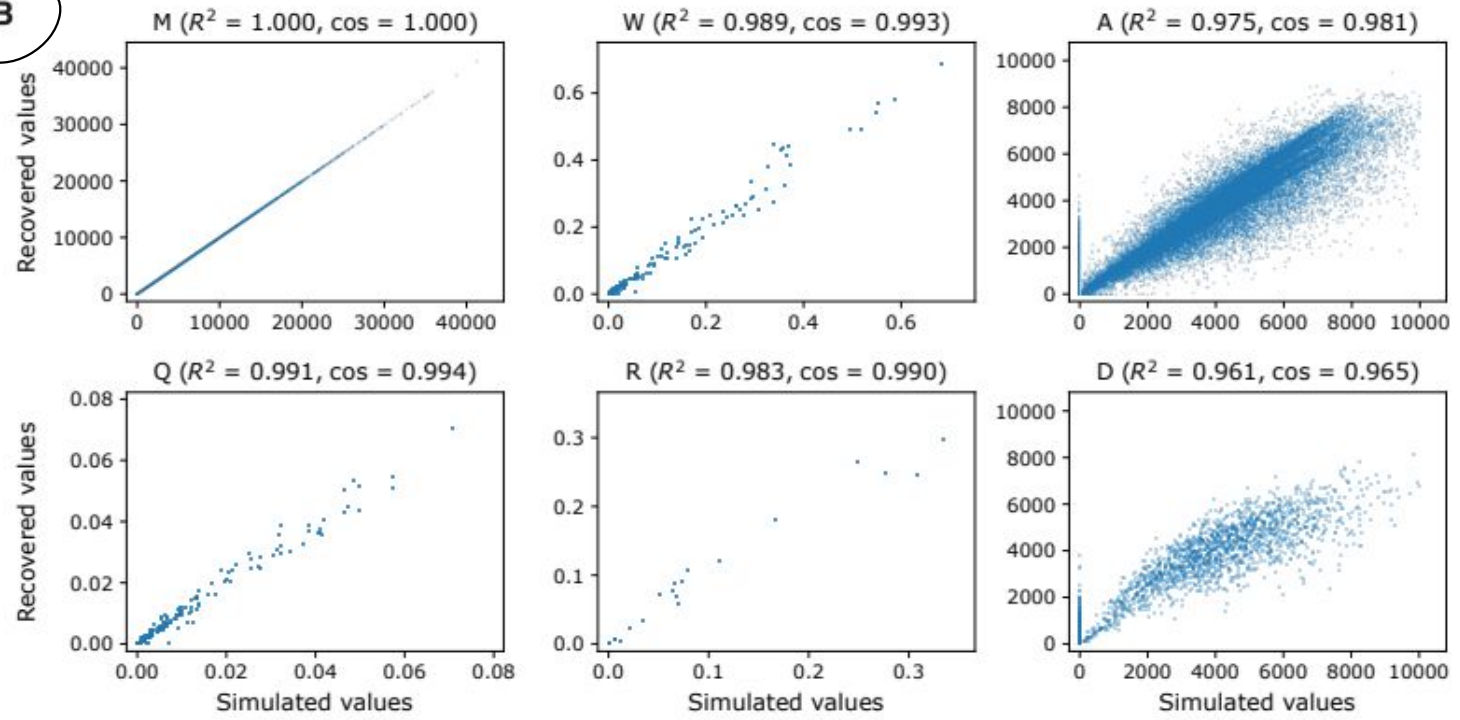 B
M (R² = 1.000, cos = 1.000)
W (R² = 0.989, cos = 0.993)
A (R² = 0.975, cos = 0.981)
Recovered values
40000
30000
20000
10000
0
0 10000 20000 30000 40000
0.6
0.4
0.2
0.0
0.0 0.2 0.4 0.6
10000
8000
6000
4000
2000
0
0 2000 4000 6000 8000 10000
Q (R² = 0.991, cos = 0.994)
R (R² = 0.983, cos = 0.990)
D (R² = 0.961, cos = 0.965)
Recovered values
0.08
0.06
0.04
0.02
0.00
0.00 0.02 0.04 0.06 0.08
Simulated values
0.3
0.2
0.1
0.0
0.0 0.1 0.2 0.3
Simulated values
10000
8000
6000
4000
2000
0
0 2000 4000 6000 8000 10000
Simulated values